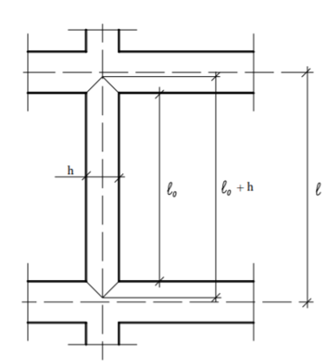 h
ℓ₀
ℓ₀ + h
ℓ